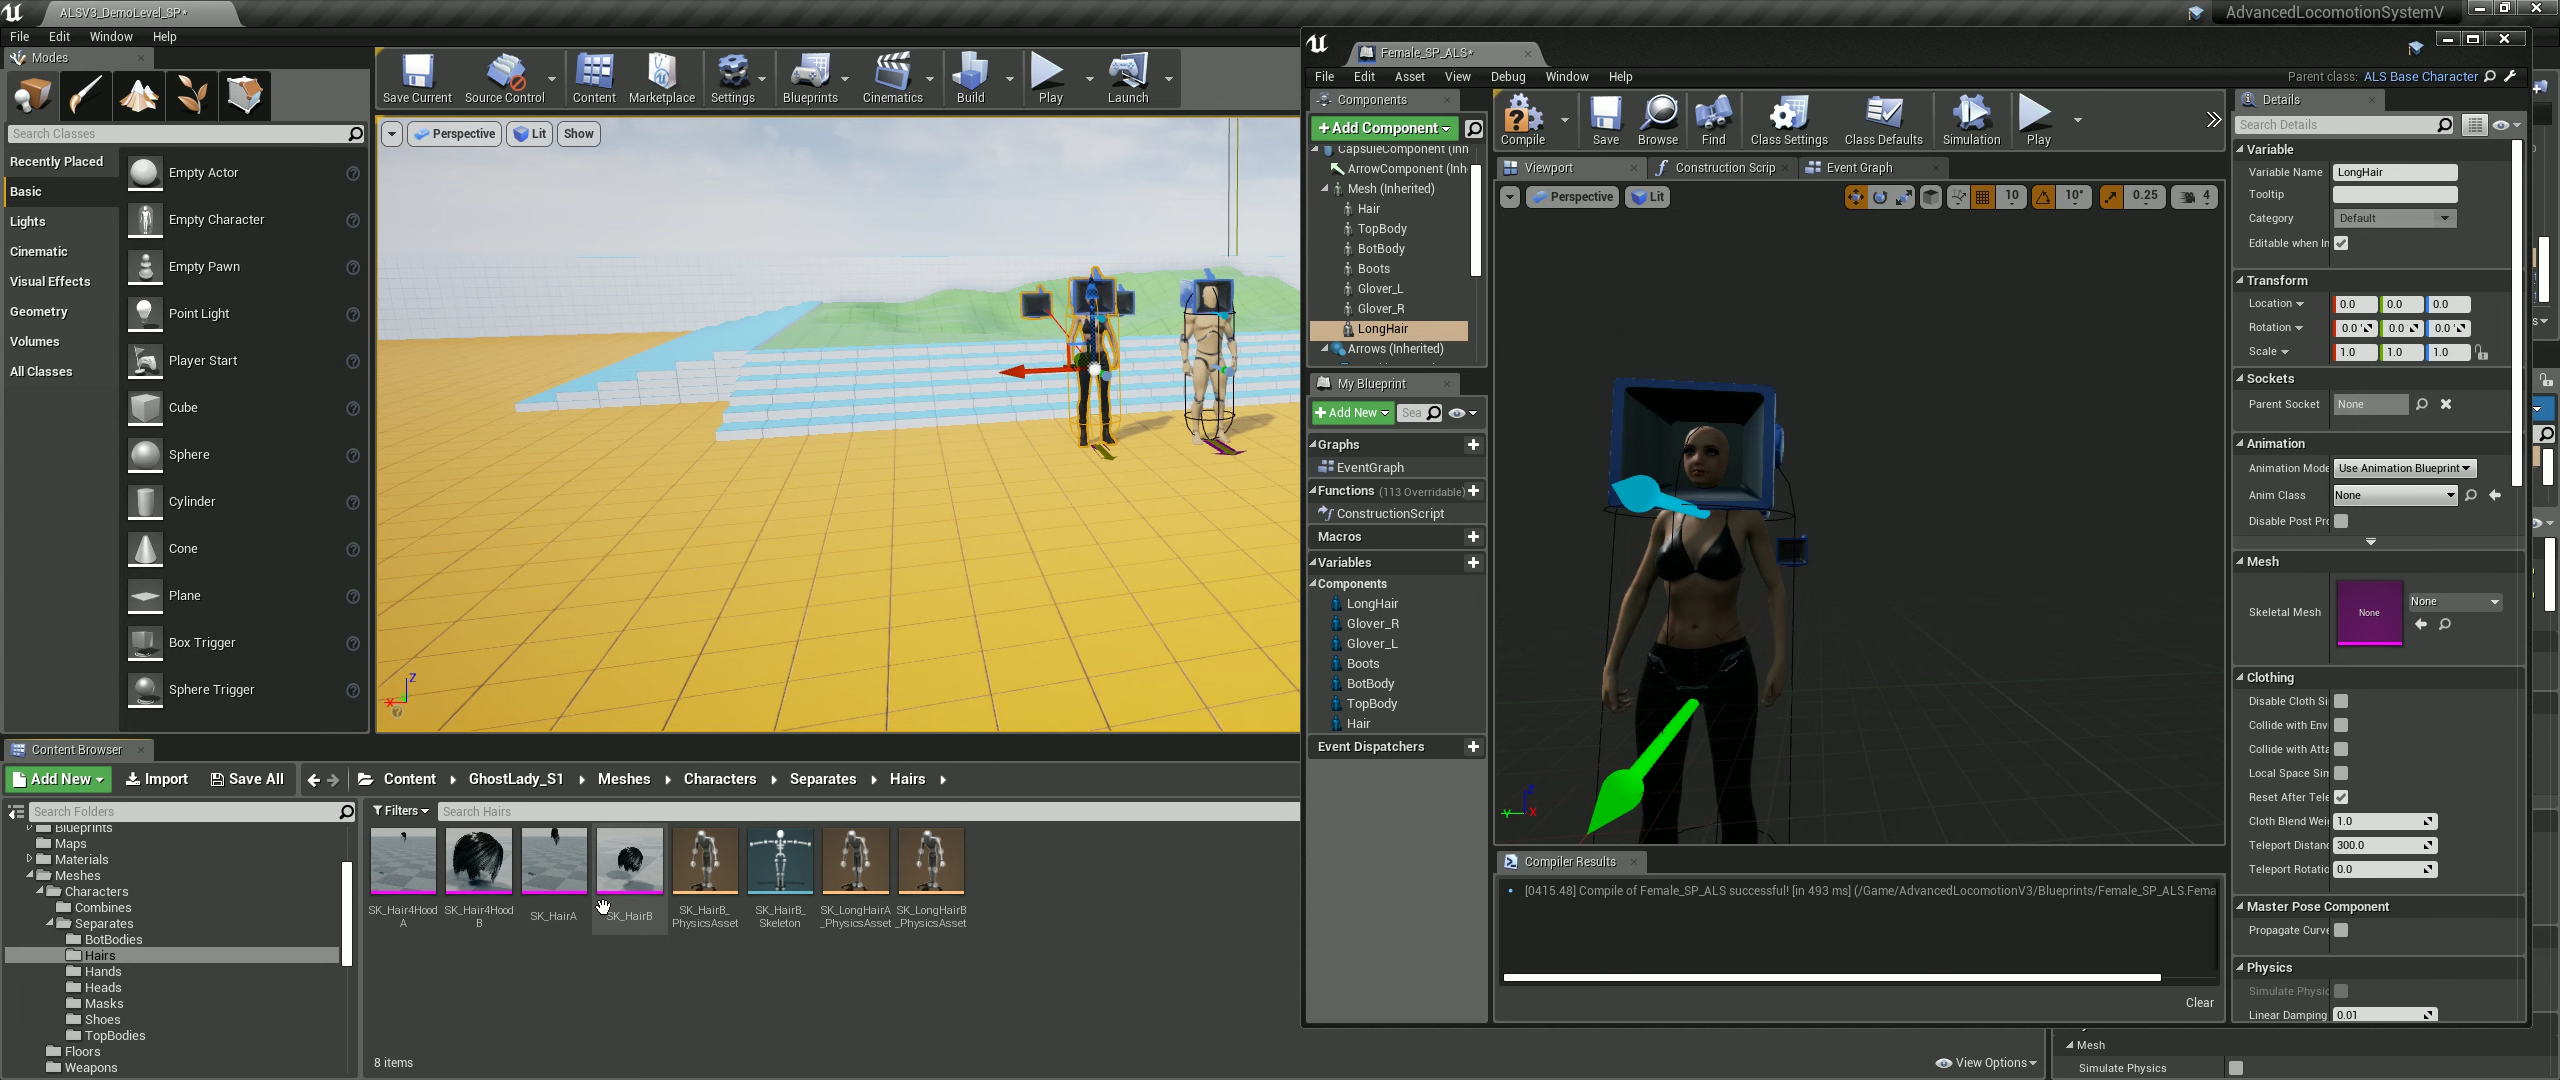 ALSV3_DemoLevel_SP*
AdvancedLocomotionSystemV
File Edit Window Help
Modes
Search Classes
Recently Placed
Basic
Lights
Cinematic
Visual Effects
Geometry
Volumes
All Classes
Empty Actor
Empty Character
Empty Pawn
Point Light
Player Start
Cube
Sphere
Cylinder
Cone
Plane
Box Trigger
Sphere Trigger
Save Current Source Control Content Marketplace Settings Blueprints Cinematics Build Play Launch
Perspective Lit Show
Z
X
Content Browser
Add New Import Save All Content GhostLady_S1 Meshes Characters Separates Hairs
Search Folders
Filters Search Hairs
Blueprints
Maps
Materials
Meshes
Characters
Combines
Separates
BotBodies
Hairs
Hands
Heads
Masks
Shoes
TopBodies
Floors
Weapons
SK_Hair4HoodA
SK_Hair4HoodB
SK_HairA
SK_HairB
SK_HairB_PhysicsAsset
SK_HairB_Skeleton
SK_LongHairA_PhysicsAsset
SK_LongHairB_PhysicsAsset
8 items
View Options
Female_SP_ALS*
File Edit Asset View Debug Window Help
Parent class: ALS Base Character
Components
Add Component
CapsuleComponent (Inh
ArrowComponent (Inh
Mesh (Inherited)
Hair
TopBody
BotBody
Boots
Glover_L
Glover_R
LongHair
Arrows (Inherited)
My Blueprint
Add New Sea
Graphs
EventGraph
Functions (113 Overridable)
ConstructionScript
Macros
Variables
Components
LongHair
Glover_R
Glover_L
Boots
BotBody
TopBody
Hair
Event Dispatchers
Compile Save Browse Find Class Settings Class Defaults Simulation Play
Viewport Construction Scrip Event Graph
Perspective Lit 10 10° 0.25 4
Compiler Results
[0415.48] Compile of Female_SP_ALS successful! [in 493 ms] (/Game/AdvancedLocomotionV3/Blueprints/Female_SP_ALS.Fema
Clear
Details
Search Details
Variable
Variable Name LongHair
Tooltip
Category Default
Editable when In
Transform
Location 0.0 0.0 0.0
Rotation 0.0 ° 0.0 ° 0.0 °
Scale 1.0 1.0 1.0
Sockets
Parent Socket None
Animation
Animation Mode Use Animation Blueprint
Anim Class None
Disable Post Pr
Mesh
Skeletal Mesh None None
Clothing
Disable Cloth Si
Collide with Env
Collide with Atta
Local Space Sim
Reset After Tele
Cloth Blend Wei 1.0
Teleport Distanc 300.0
Teleport Rotatio 0.0
Master Pose Component
Propagate Curve
Physics
Simulate Physic
Linear Damping 0.01
Mesh
Simulate Physics